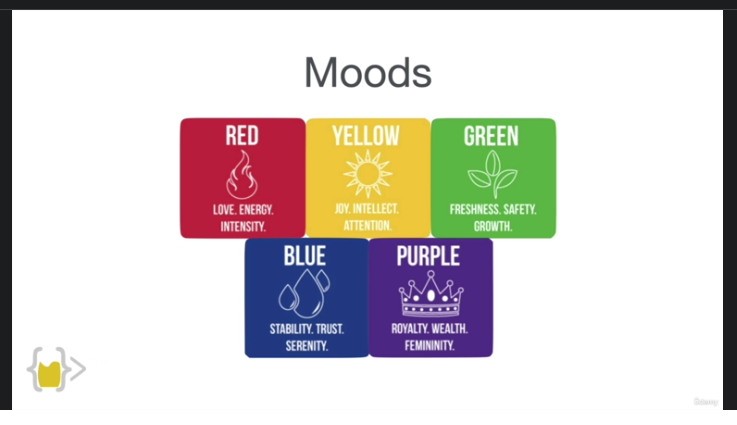 Moods
RED
LOVE. ENERGY.
INTENSITY.
YELLOW
JOY. INTELLECT.
ATTENTION.
GREEN
FRESHNESS. SAFETY.
GROWTH.
BLUE
STABILITY. TRUST.
SERENITY.
PURPLE
ROYALTY. WEALTH.
FEMININITY.
Udemy